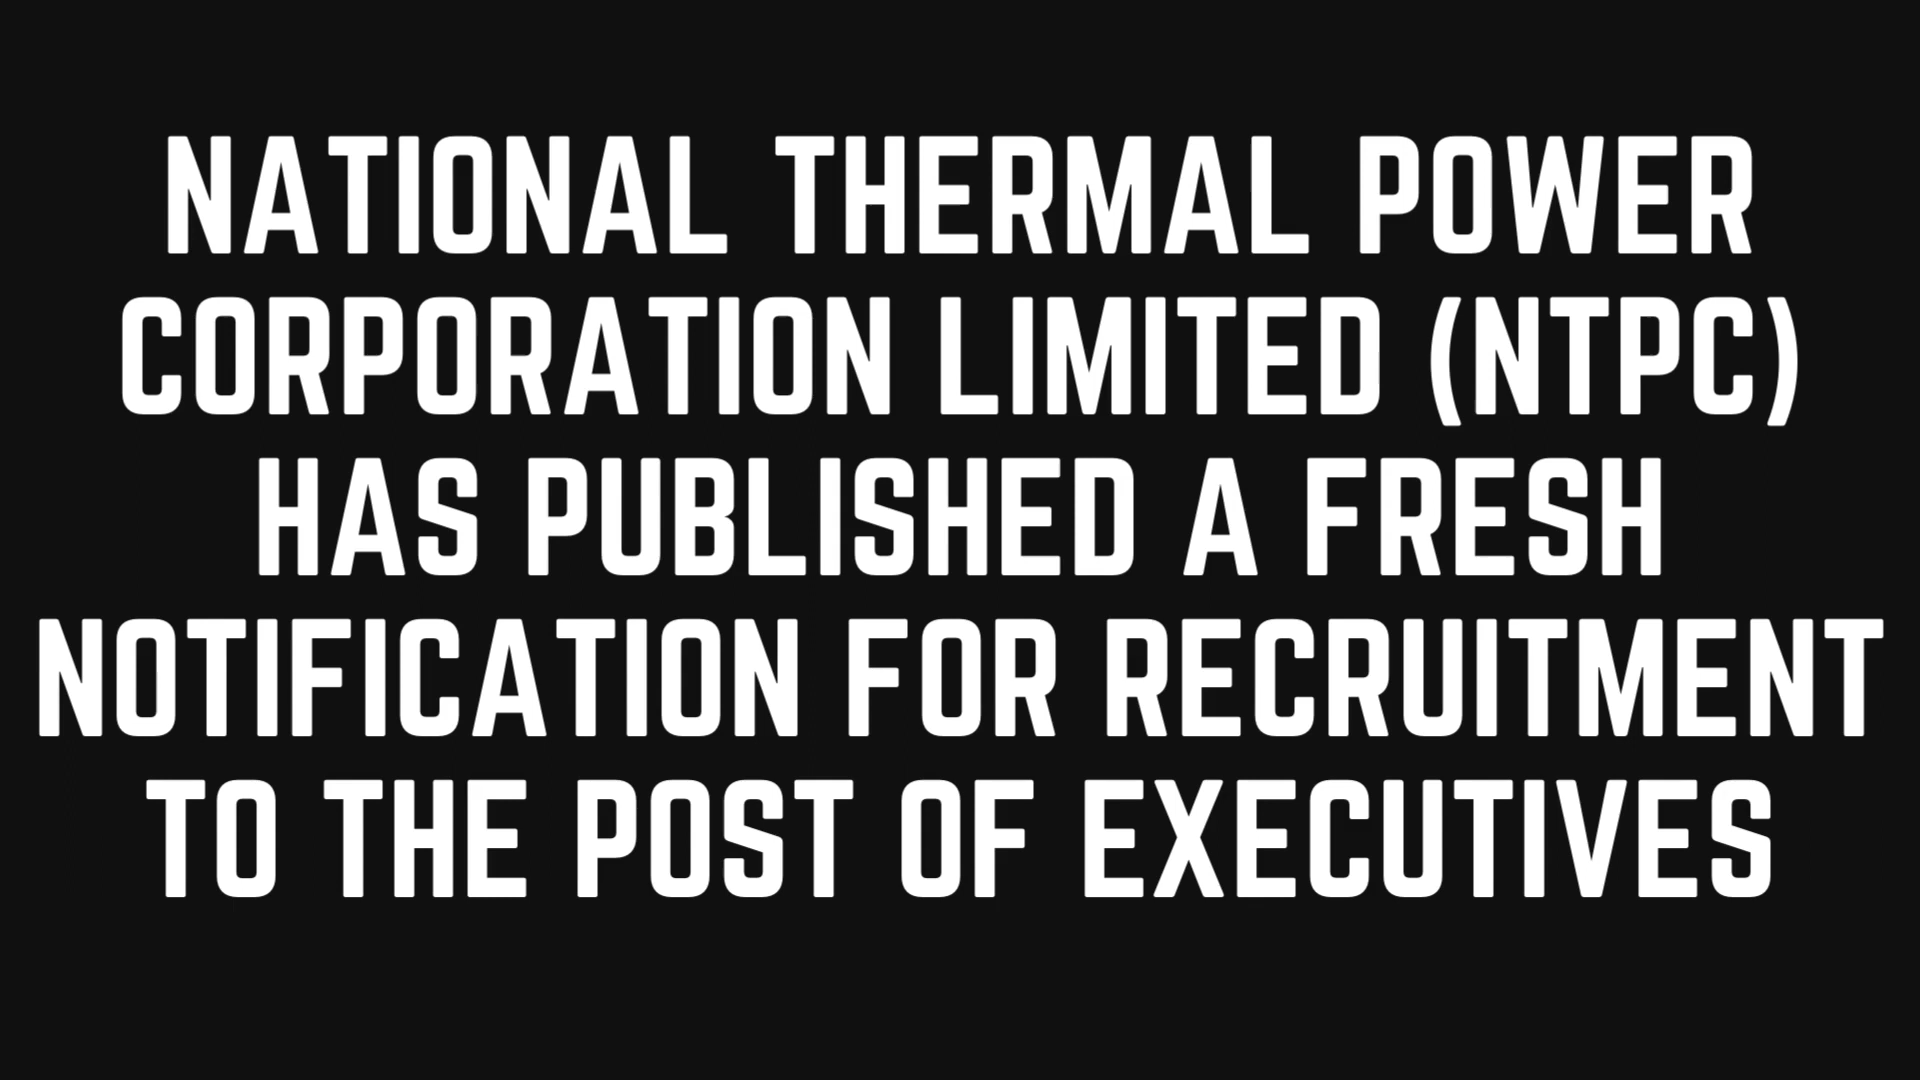 NATIONAL THERMAL POWER
CORPORATION LIMITED (NTPC)
HAS PUBLISHED A FRESH
NOTIFICATION FOR RECRUITMENT
TO THE POST OF EXECUTIVES